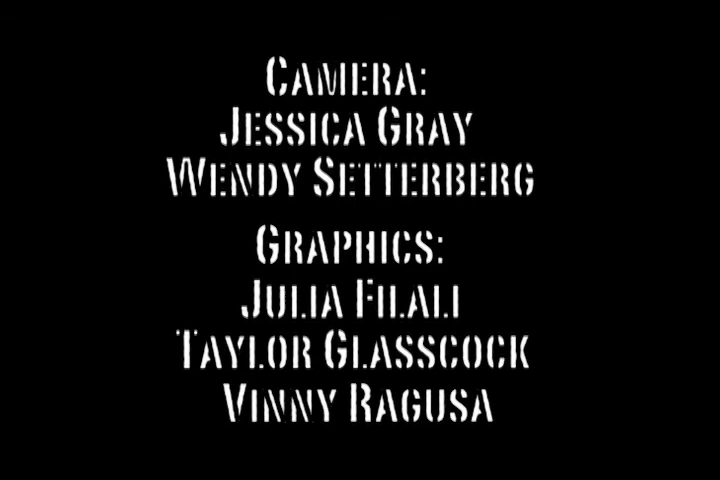 Camera:
Jessica Gray
Wendy Setterberg
Graphics:
Julia Filali
Taylor Glasscock
Vinny Ragusa